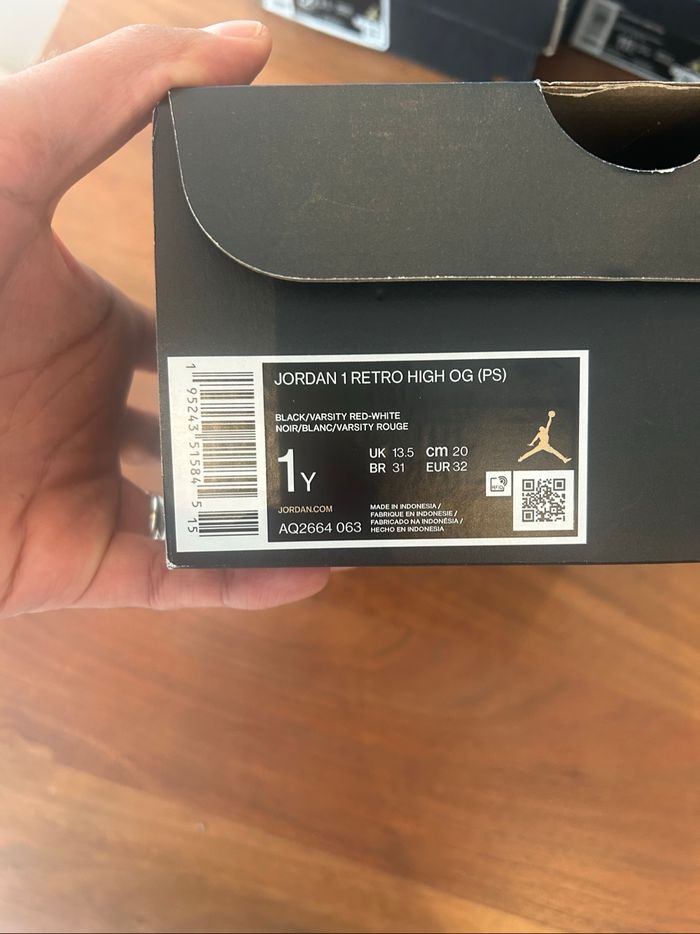 JORDAN 1 RETRO HIGH OG (PS)
BLACK/VARSITY RED-WHITE
NOIR/BLANC/VARSITY ROUGE
1Y
UK 13.5 cm 20
BR 31 EUR 32
RFID
JORDAN.COM
AQ2664 063
MADE IN INDONESIA /
FABRIQUE EN INDONESIE /
FABRICADO NA INDONÉSIA /
HECHO EN INDONESIA
1 95243 51584 5 15